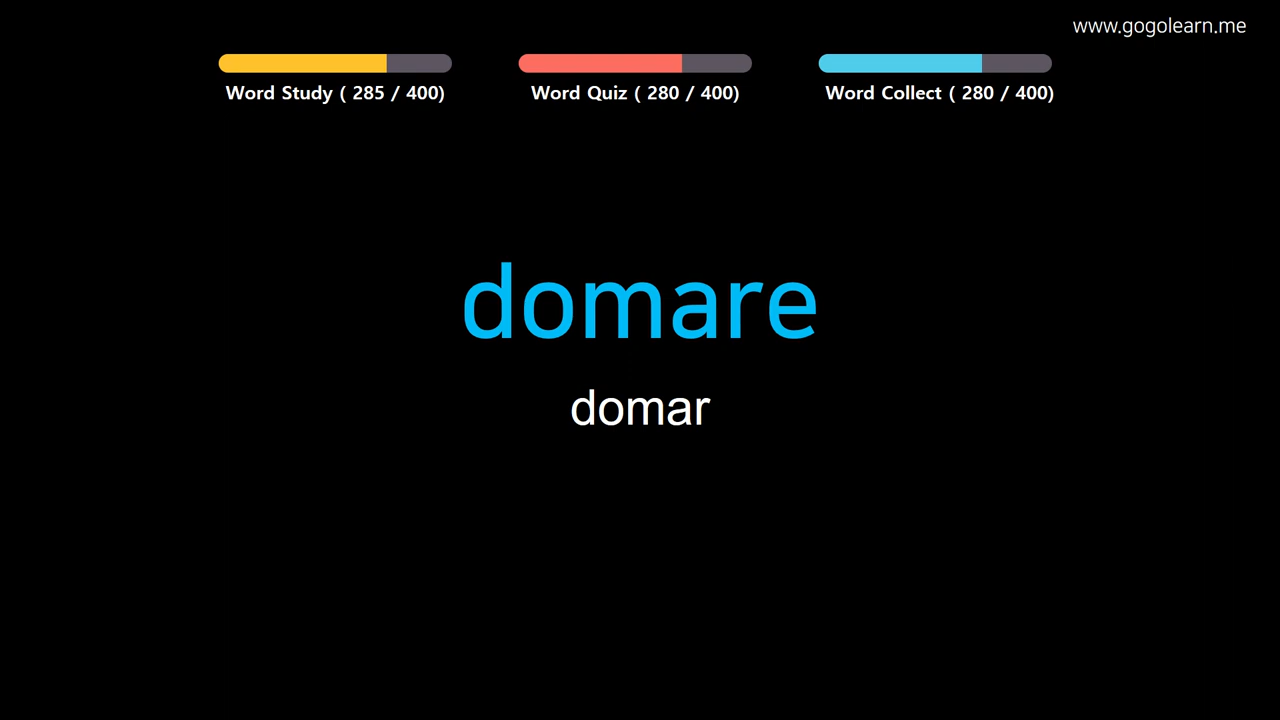 www.gogolearn.me
Word Study ( 285 / 400)
Word Quiz ( 280 / 400)
Word Collect ( 280 / 400)
domare
domar